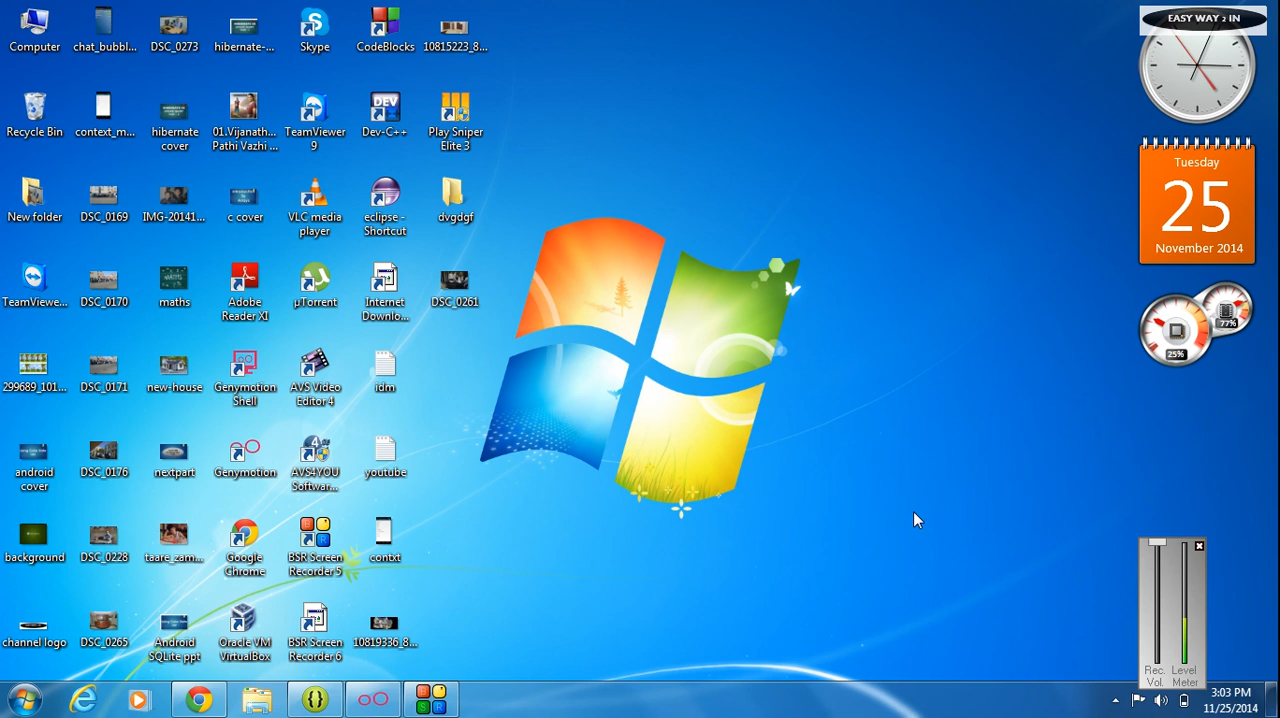 Computer
chat_bubbl...
DSC_0273
hibernate-...
Skype
CodeBlocks
10815223_8...
EASY WAY 2 IN
Recycle Bin
context_m...
hibernate
cover
01.Vijanath...
Pathi Vazhi ...
TeamViewer
9
DEV
Dev-C++
Play Sniper
Elite 3
Tuesday
25
November 2014
New folder
DSC_0169
IMG-20141...
c cover
VLC media
player
eclipse -
Shortcut
dvgdgf
TeamViewe...
DSC_0170
maths
Adobe
Reader XI
µTorrent
Internet
Downlo...
DSC_0261
77%
25%
299689_101...
DSC_0171
new-house
Genymotion
Shell
AVS Video
Editor 4
idm
android
cover
DSC_0176
nextpart
Genymotion
AVS4YOU
Softwar...
youtube
background
DSC_0228
taare_zam...
Google
Chrome
BSR Screen
Recorder 5
contxt
channel logo
DSC_0265
Android
SQLite ppt
Oracle VM
VirtualBox
BSR Screen
Recorder 6
10819336_8...
Rec. Level
Vol. Meter
3:03 PM
11/25/2014